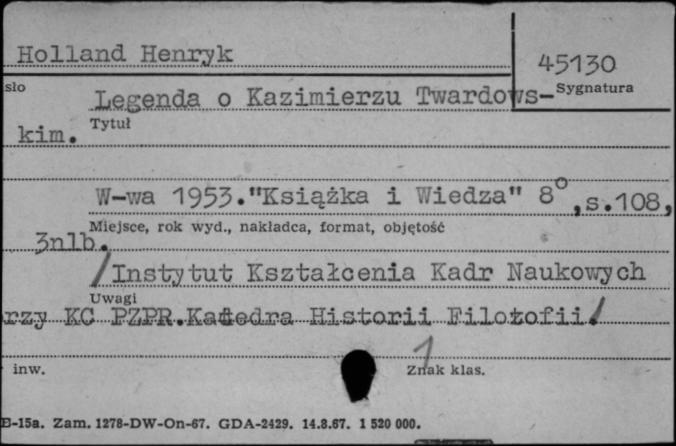 Holland Henryk
45130
sło
Sygnatura
Legenda o Kazimierzu Twardows-
Tytuł
kim.
W-wa 1953."Książka i Wiedza" 8°,s.108,
Miejsce, rok wyd., nakładca, format, objętość
3nlb.
/Instytut Kształcenia Kadr Naukowych
Uwagi
rzy KC PZPR.Katedra Historii Filozofii/
1
inw.
Znak klas.
E-15a. Zam. 1278-DW-On-67. GDA-2429. 14.8.67. 1 520 000.